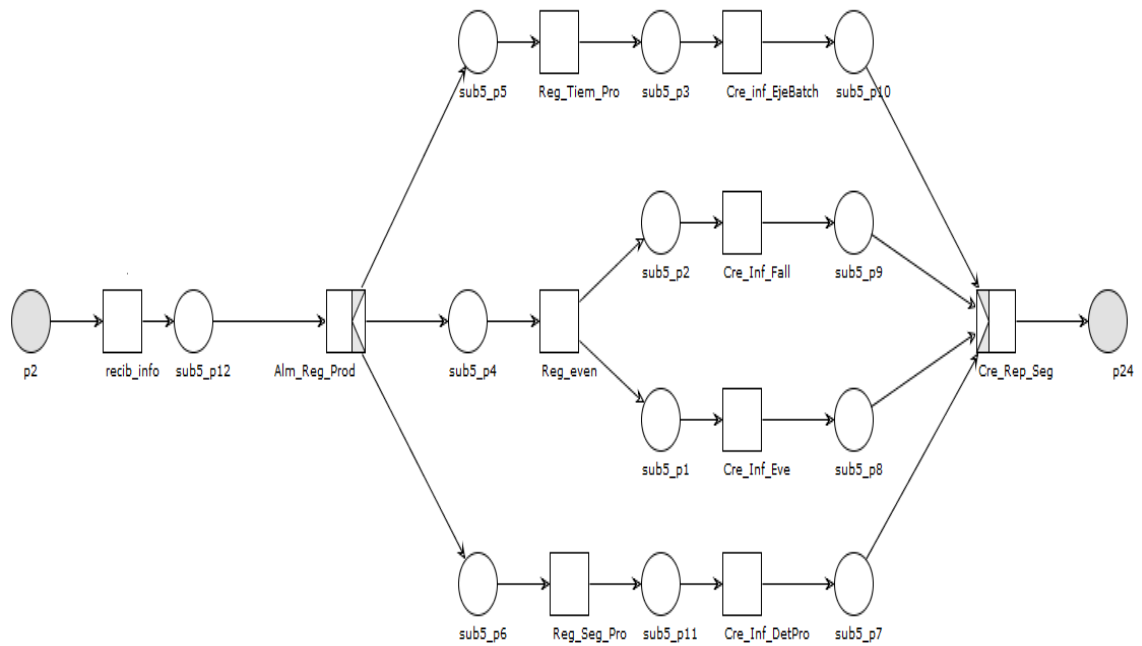 sub5_p5
Reg_Tiem_Pro
sub5_p3
Cre_inf_EjeBatch
sub5_p10
sub5_p2
Cre_Inf_Fall
sub5_p9
p2
recib_info
sub5_p12
Alm_Reg_Prod
sub5_p4
Reg_even
Cre_Rep_Seg
p24
sub5_p1
Cre_Inf_Eve
sub5_p8
sub5_p6
Reg_Seg_Pro
sub5_p11
Cre_Inf_DetPro
sub5_p7